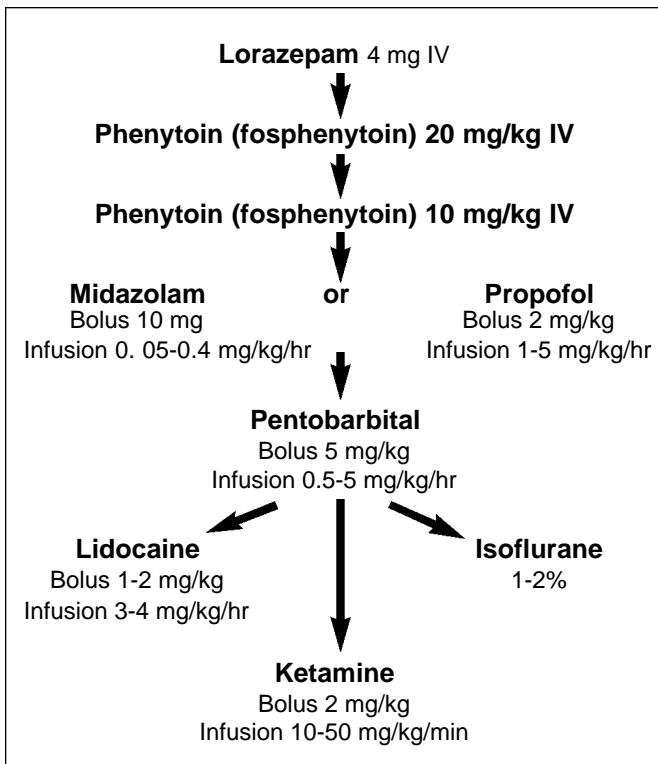 Lorazepam 4 mg IV
Phenytoin (fosphenytoin) 20 mg/kg IV
Phenytoin (fosphenytoin) 10 mg/kg IV
Midazolam
Bolus 10 mg
Infusion 0. 05-0.4 mg/kg/hr
or
Propofol
Bolus 2 mg/kg
Infusion 1-5 mg/kg/hr
Pentobarbital
Bolus 5 mg/kg
Infusion 0.5-5 mg/kg/hr
Lidocaine
Bolus 1-2 mg/kg
Infusion 3-4 mg/kg/hr
Isoflurane
1-2%
Ketamine
Bolus 2 mg/kg
Infusion 10-50 mg/kg/min